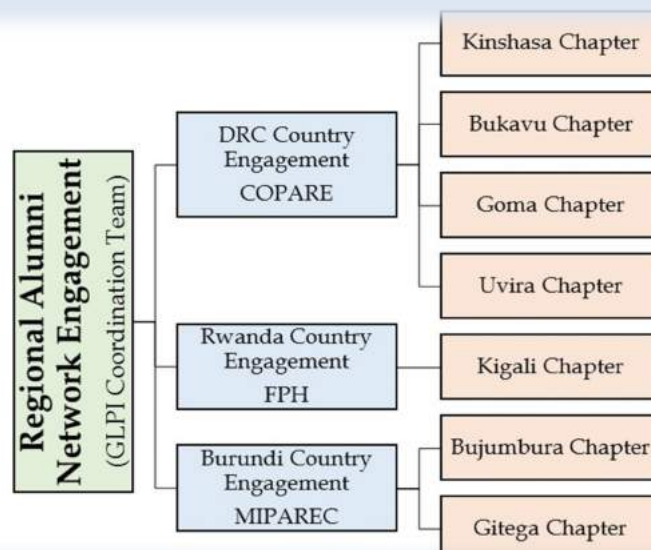 Regional Alumni
Network Engagement
(GLPI Coordination Team)
DRC Country
Engagement
COPARE
Kinshasa Chapter
Bukavu Chapter
Goma Chapter
Uvira Chapter
Rwanda Country
Engagement
FPH
Kigali Chapter
Burundi Country
Engagement
MIPAREC
Bujumbura Chapter
Gitega Chapter